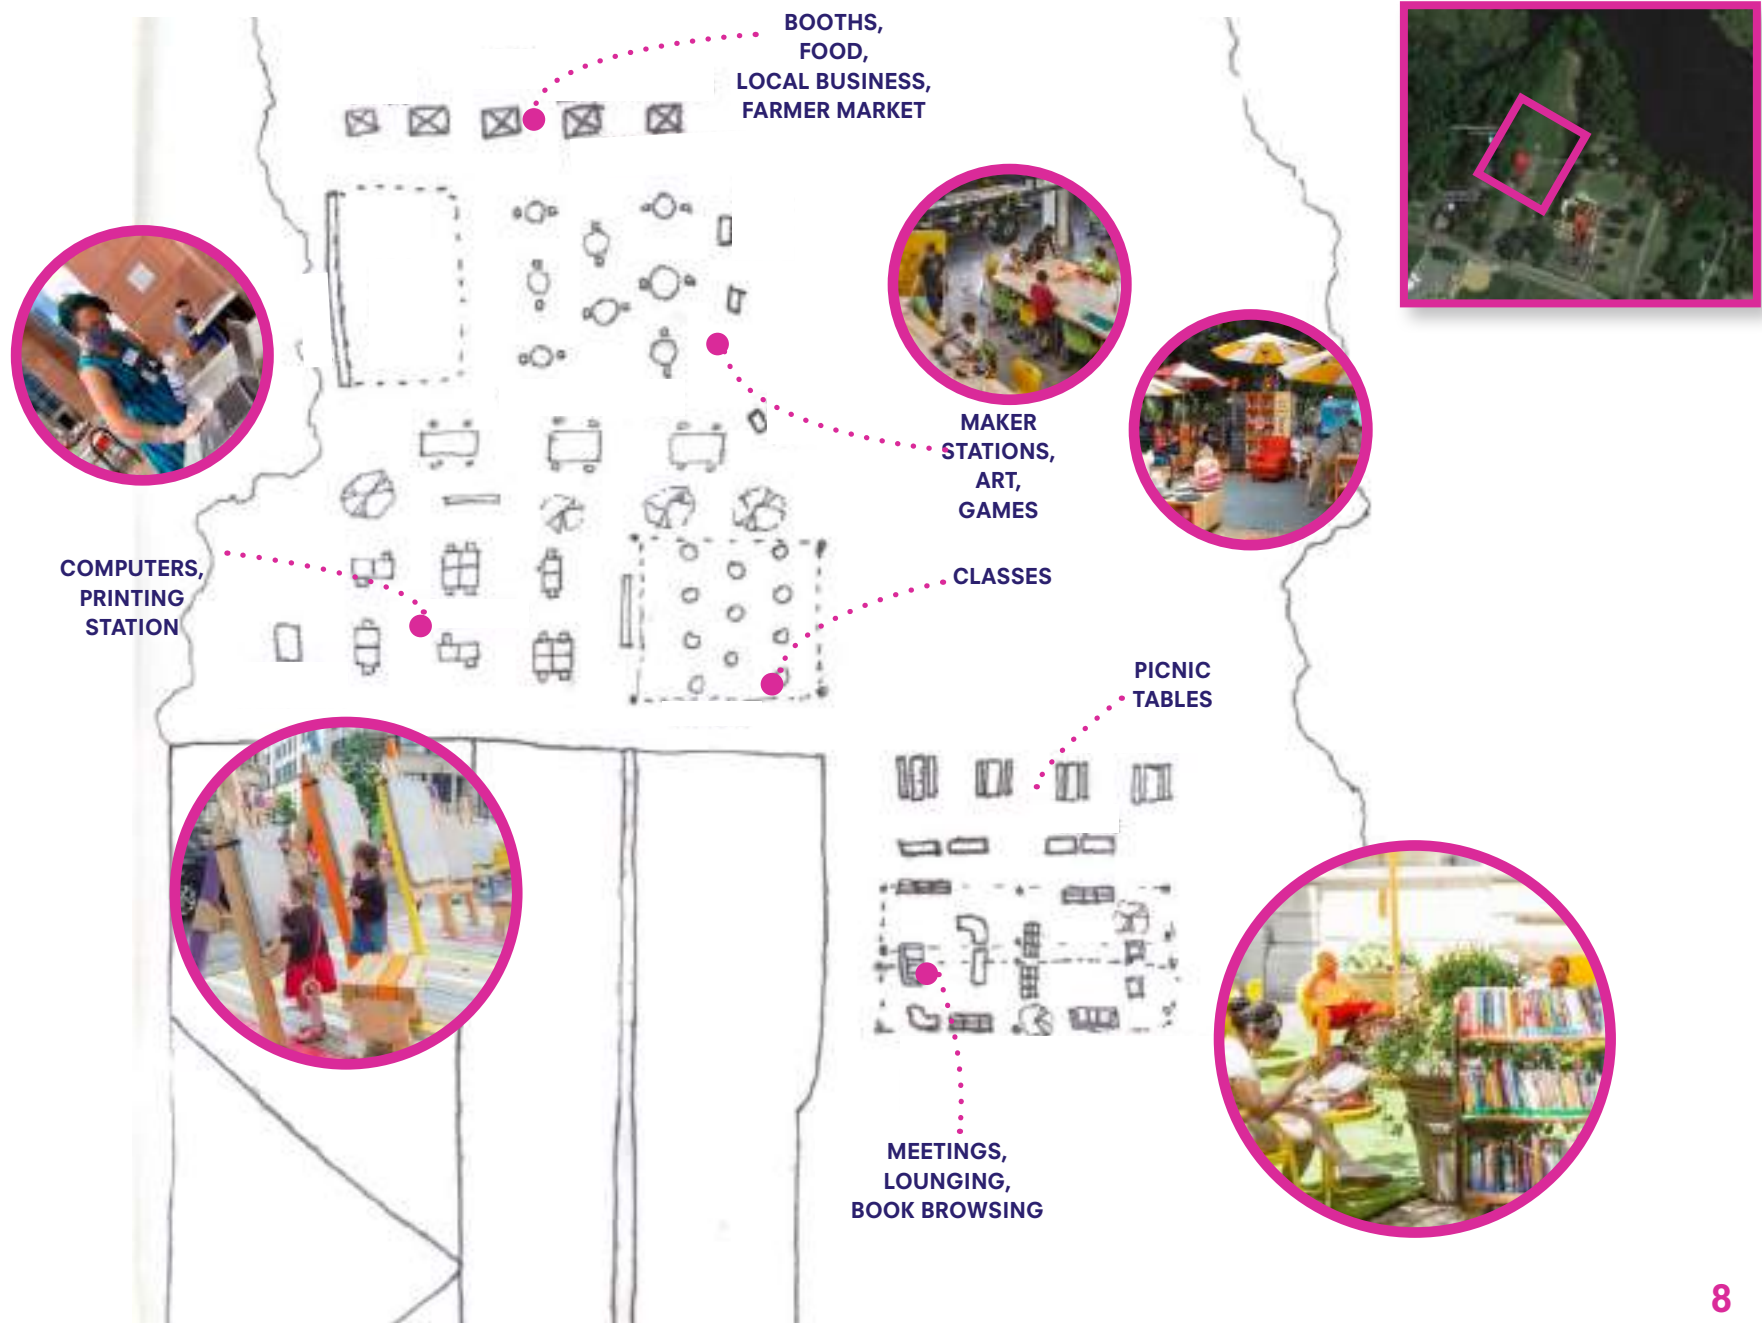 BOOTHS,
FOOD,
LOCAL BUSINESS,
FARMER MARKET
MAKER
STATIONS,
ART,
GAMES
COMPUTERS,
PRINTING
STATION
CLASSES
PICNIC
TABLES
MEETINGS,
LOUNGING,
BOOK BROWSING
8